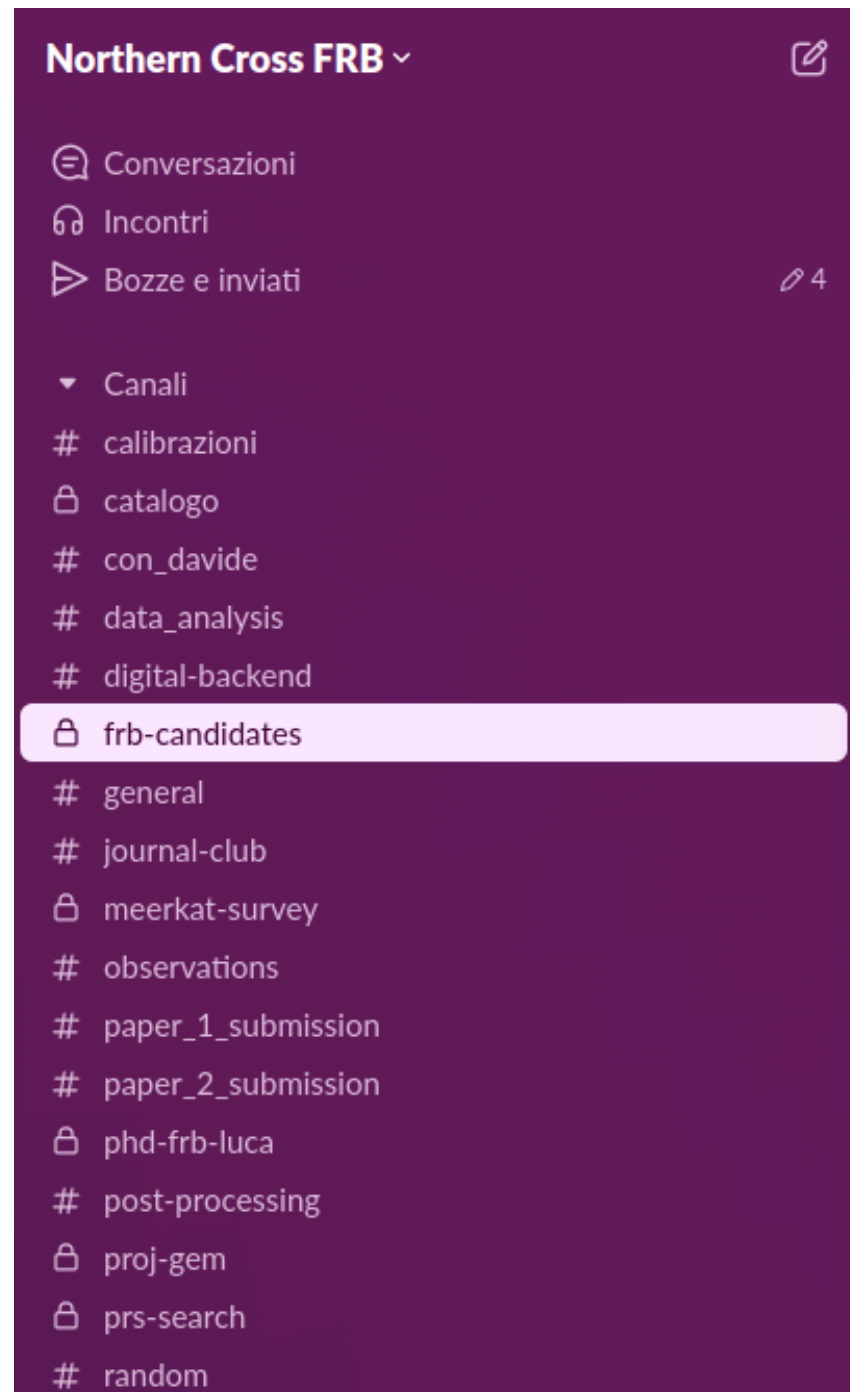 Northern Cross FRB
Conversazioni
Incontri
Bozze e inviati 4
Canali
# calibrazioni
catalogo
# con_davide
# data_analysis
# digital-backend
frb-candidates
# general
# journal-club
meerkat-survey
# observations
# paper_1_submission
# paper_2_submission
phd-frb-luca
# post-processing
proj-gem
prs-search
# random